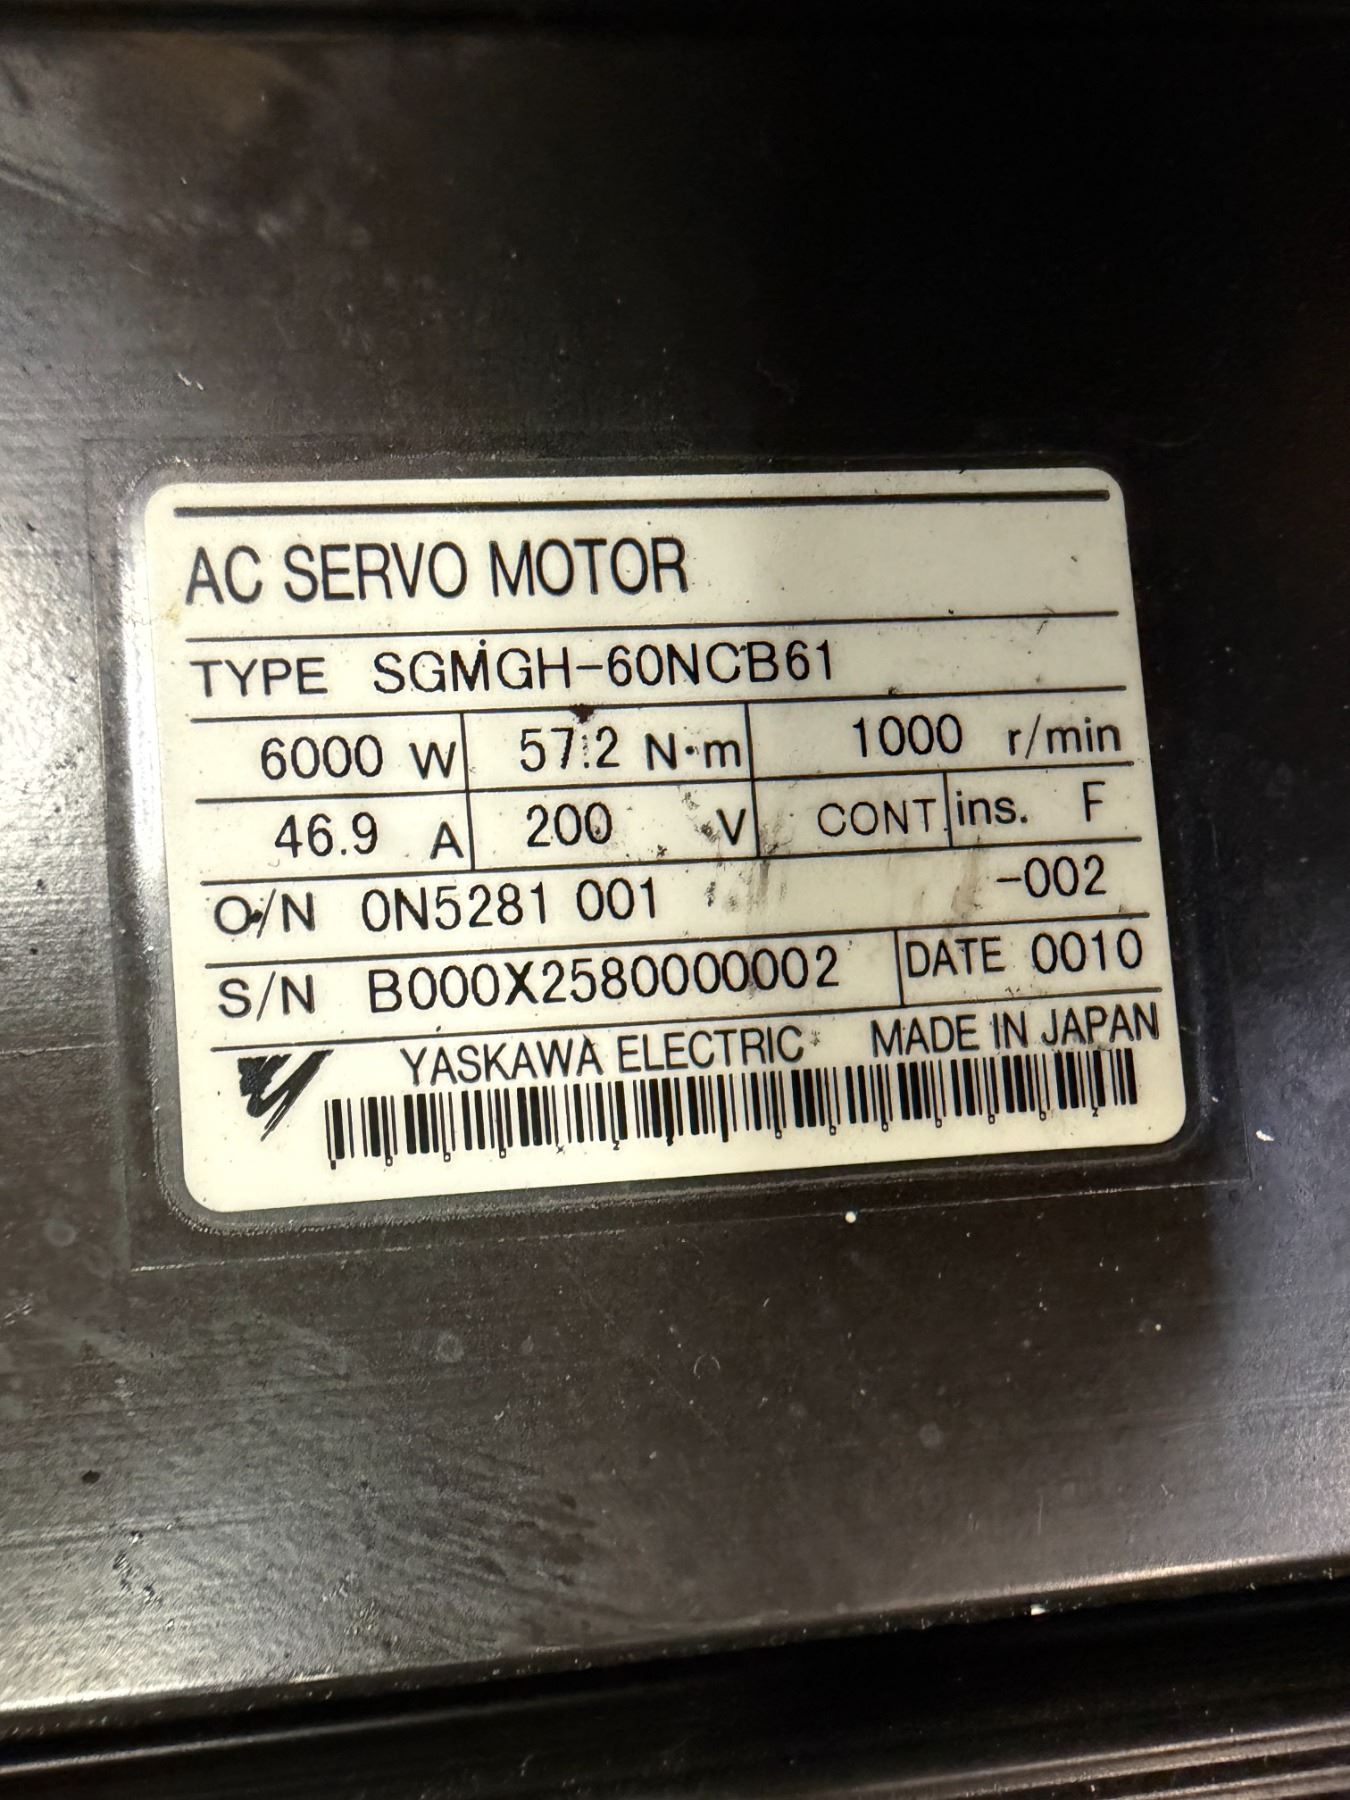 AC SERVO MOTOR
TYPE SGMGH-60NCB61
6000 W 57.2 N·m 1000 r/min
46.9 A 200 V CONT. ins. F
O/N 0N5281 001 -002
S/N B000X2580000002 DATE 0010
YASKAWA ELECTRIC MADE IN JAPAN